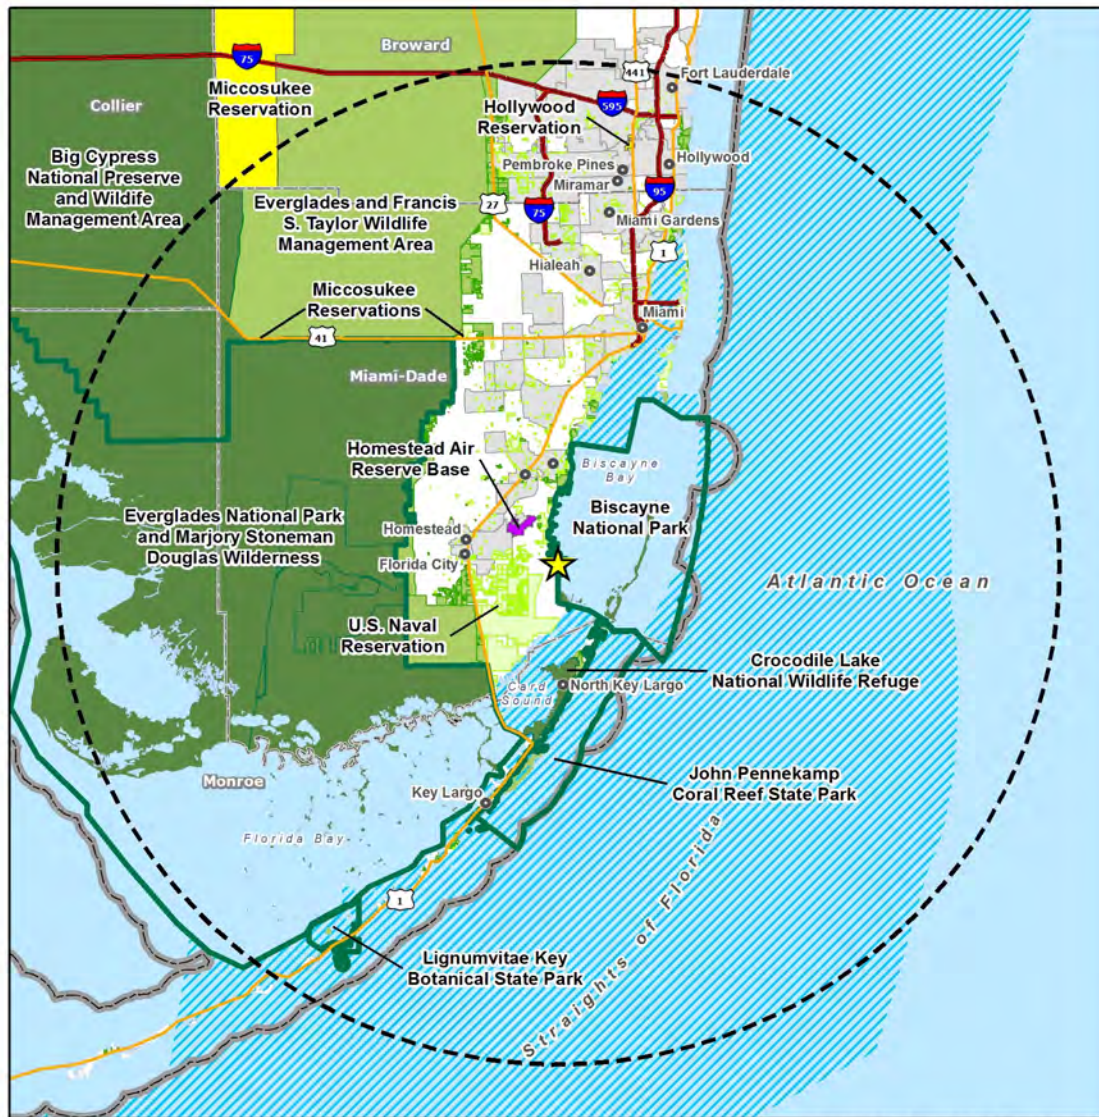 Broward
441
Fort Lauderdale
75
Miccosukee
Reservation
Collier
595
Hollywood
Reservation
Big Cypress
National Preserve
and Wildife
Management Area
Pembroke Pines
Hollywood
Miramar
95
Everglades and Francis
S. Taylor Wildlife
Management Area
27
75
Miami Gardens
1
Hialeah
Miccosukee
Reservations
41
Miami
Miami-Dade
Homestead Air
Reserve Base
Biscayne
Bay
Biscayne
National Park
Everglades National Park
and Marjory Stoneman
Douglas Wilderness
Homestead
Florida City
Atlantic Ocean
U.S. Naval
Reservation
Crocodile Lake
National Wildlife Refuge
Card
Sound
North Key Largo
Monroe
John Pennekamp
Coral Reef State Park
Key Largo
Florida Bay
Straights of Florida
1
Lignumvitae Key
Botanical State Park